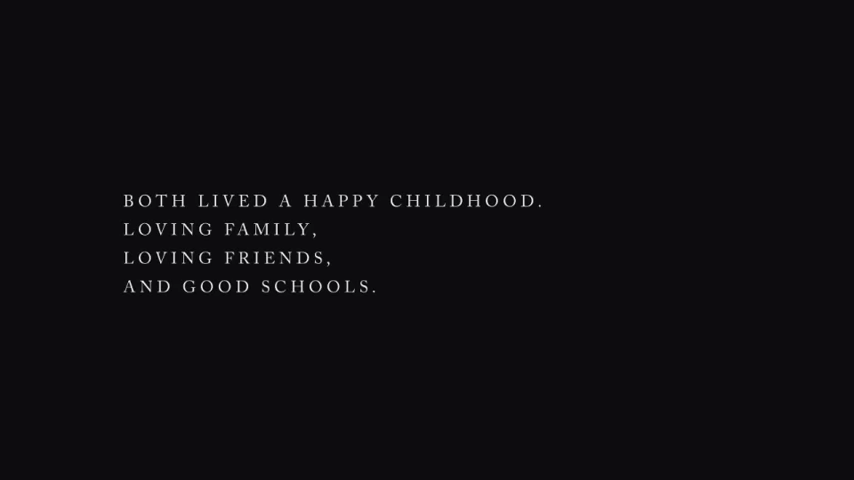 BOTH LIVED A HAPPY CHILDHOOD.
LOVING FAMILY,
LOVING FRIENDS,
AND GOOD SCHOOLS.